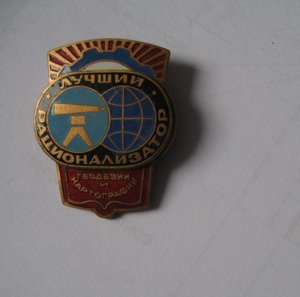 ЛУЧШИЙ
РАЦИОНАЛИЗАТОР
ГЕОДЕЗИИ
И
КАРТОГРАФИИ